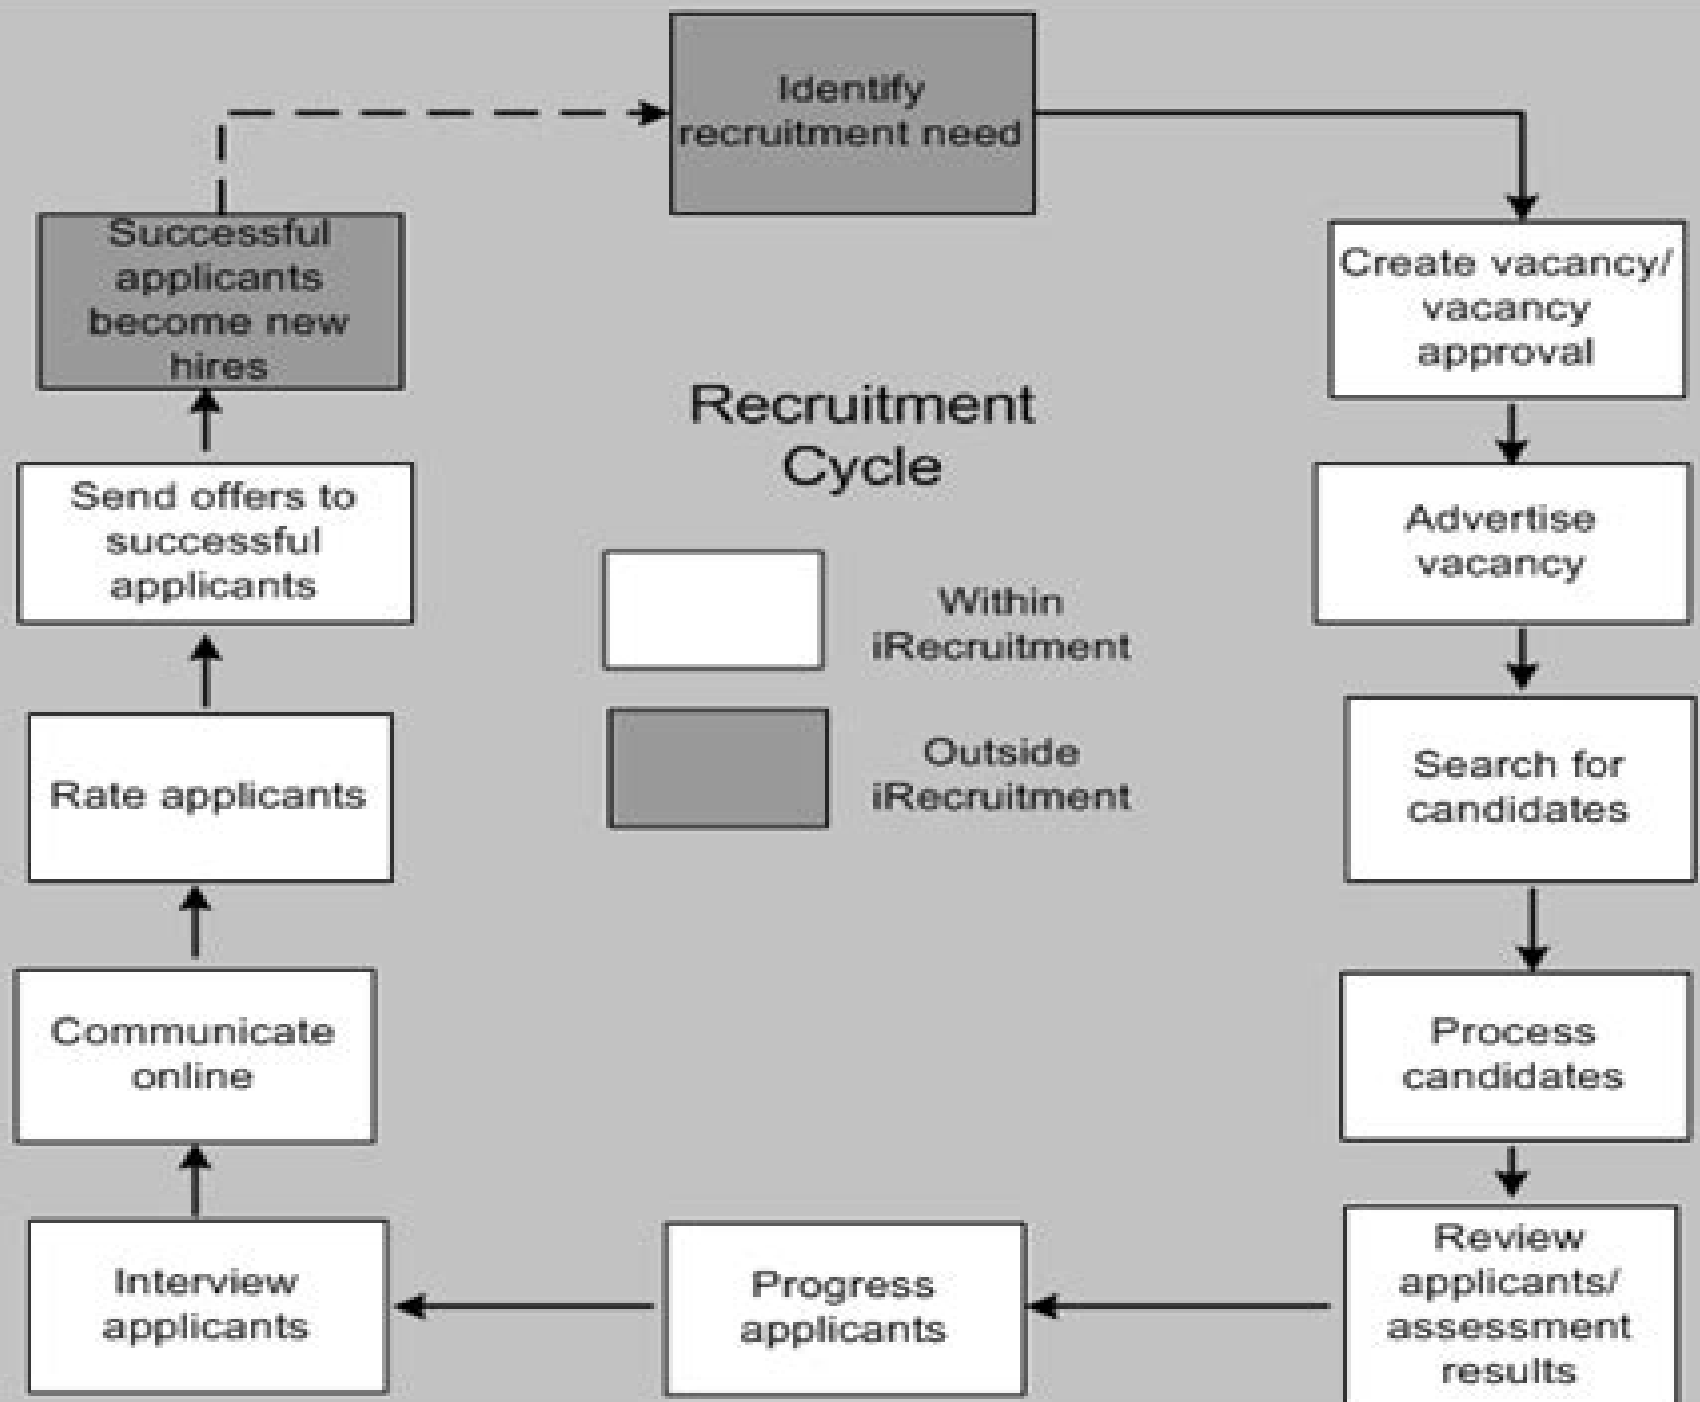 Identify
recruitment need
Create vacancy/
vacancy
approval
Advertise
vacancy
Search for
candidates
Process
candidates
Review
applicants/
assessment
results
Progress
applicants
Interview
applicants
Communicate
online
Rate applicants
Send offers to
successful
applicants
Successful
applicants
become new
hires
Recruitment
Cycle
Within
iRecruitment
Outside
iRecruitment